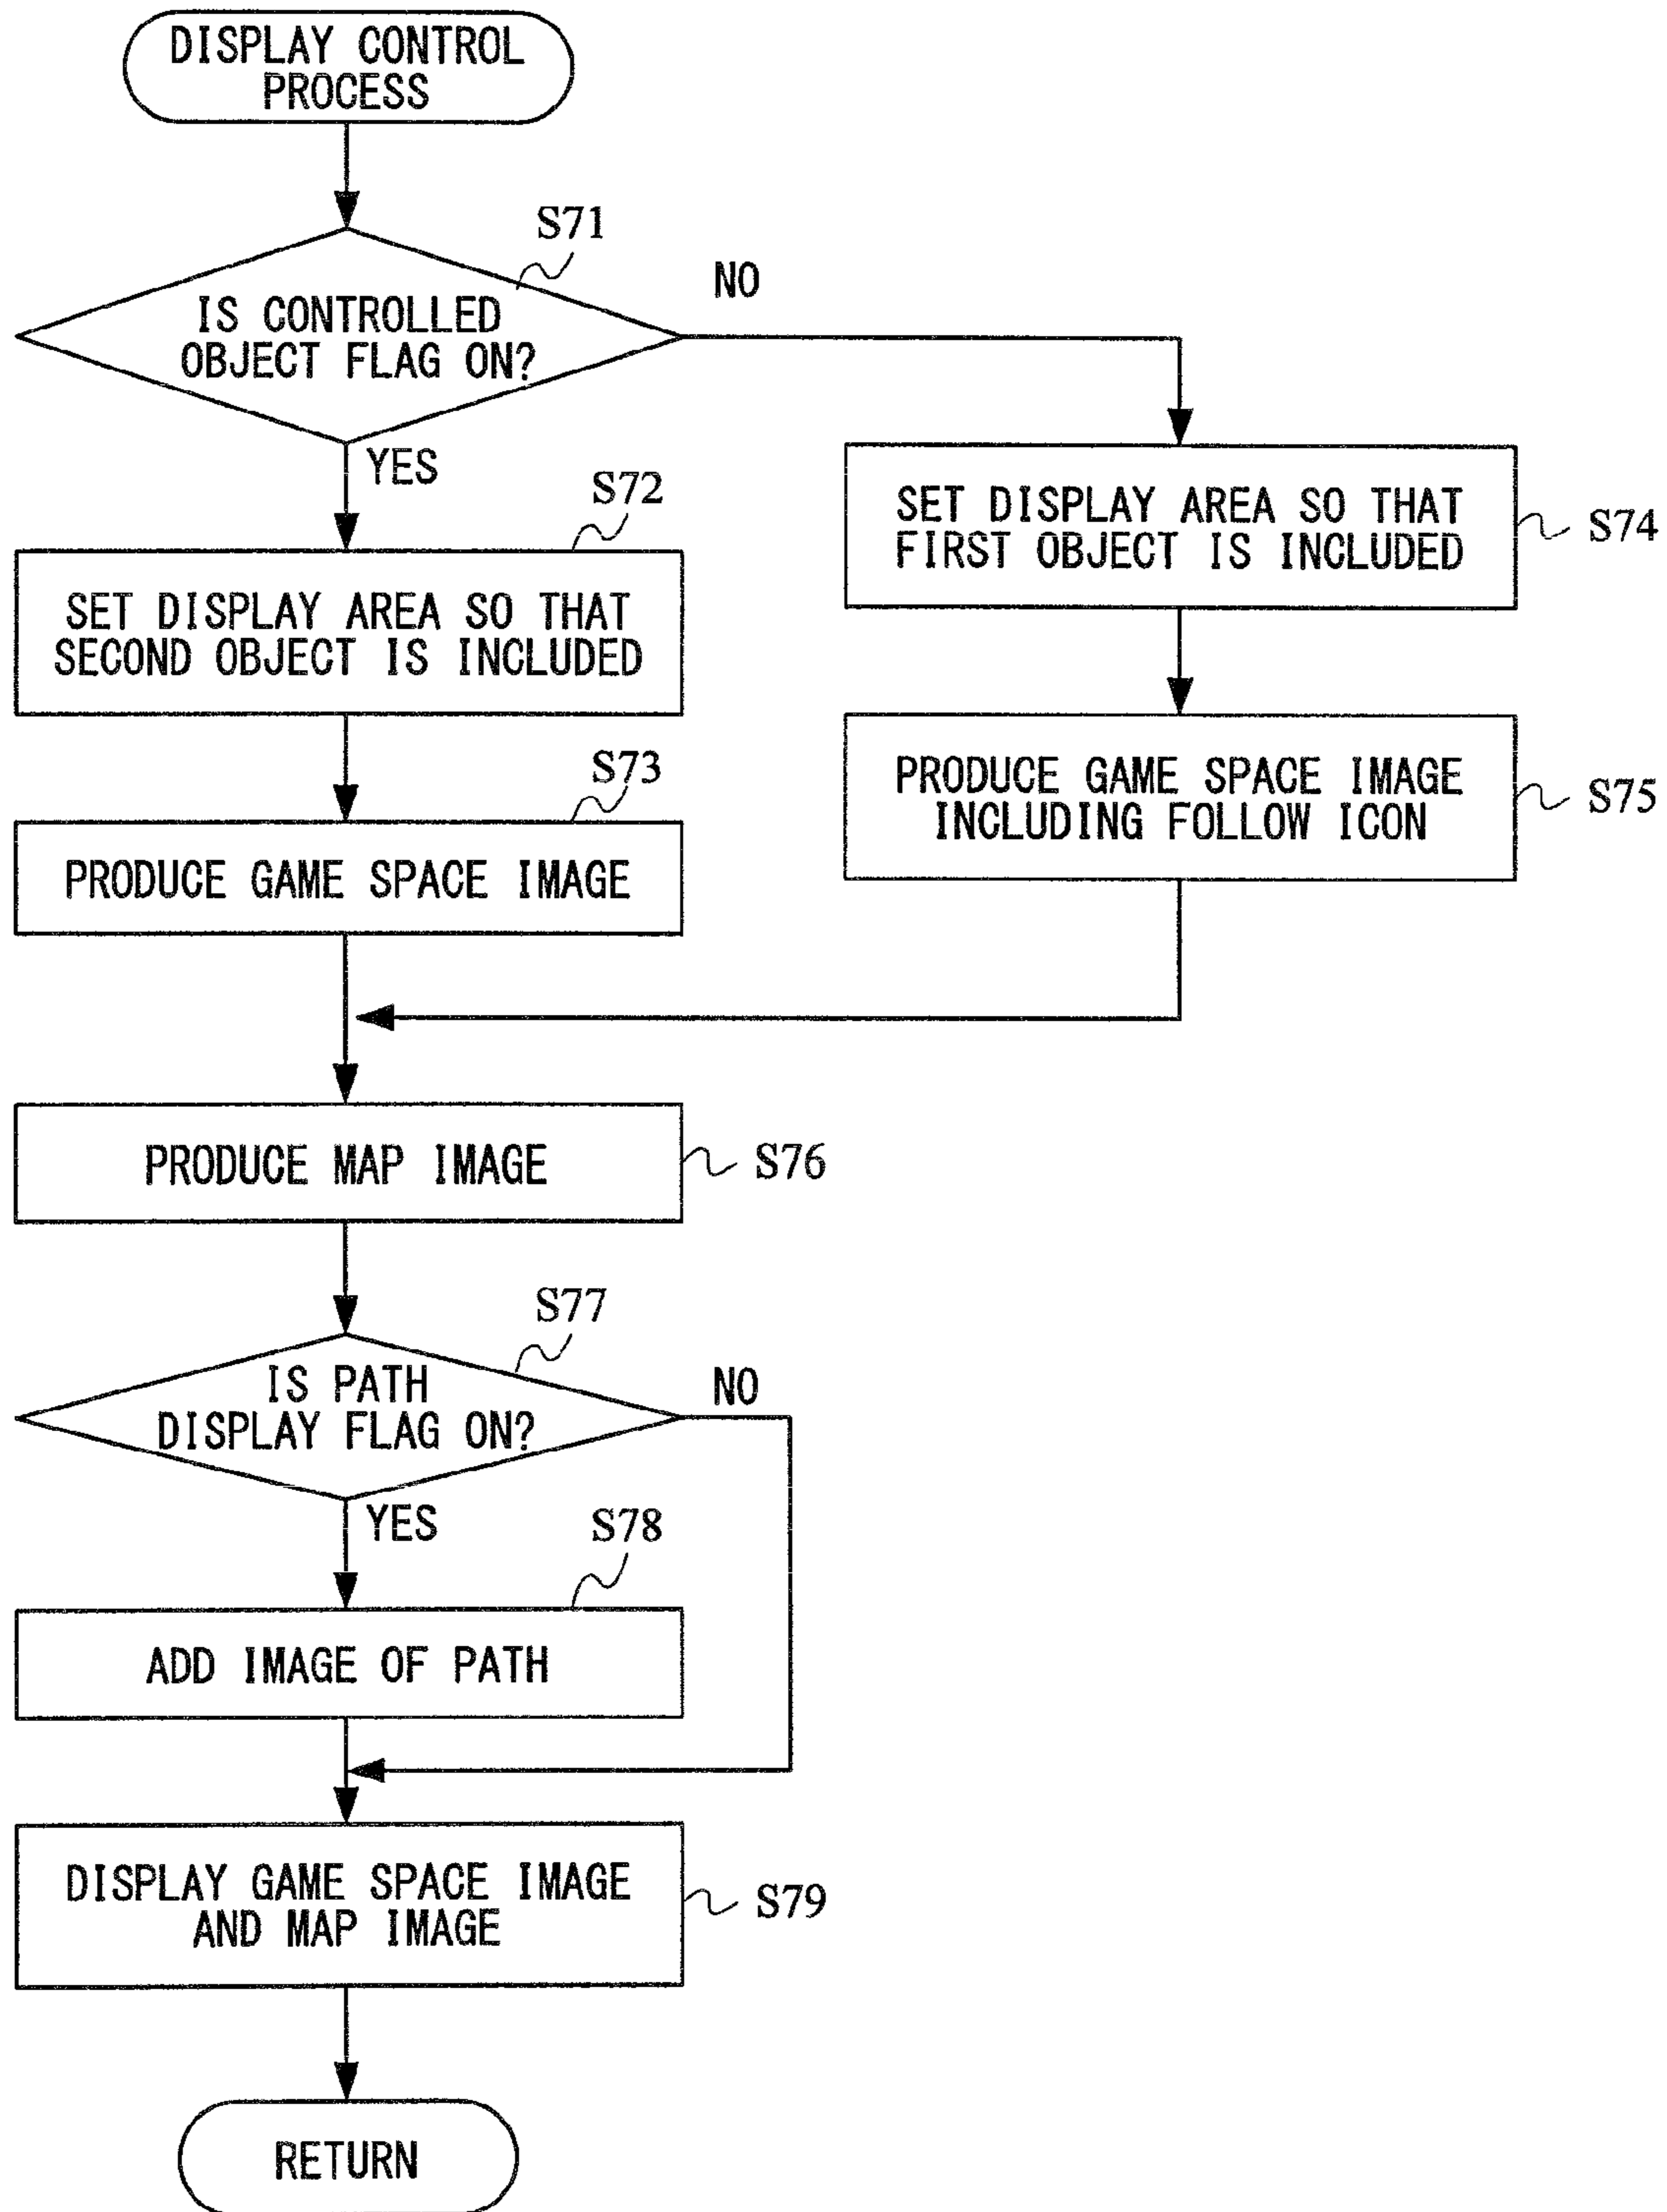 DISPLAY CONTROL
PROCESS
S71
IS CONTROLLED
OBJECT FLAG ON?
NO
YES
S72
SET DISPLAY AREA SO THAT
SECOND OBJECT IS INCLUDED
SET DISPLAY AREA SO THAT
FIRST OBJECT IS INCLUDED
S74
S73
PRODUCE GAME SPACE IMAGE
PRODUCE GAME SPACE IMAGE
INCLUDING FOLLOW ICON
S75
PRODUCE MAP IMAGE
S76
S77
IS PATH
DISPLAY FLAG ON?
NO
YES
S78
ADD IMAGE OF PATH
DISPLAY GAME SPACE IMAGE
AND MAP IMAGE
S79
RETURN